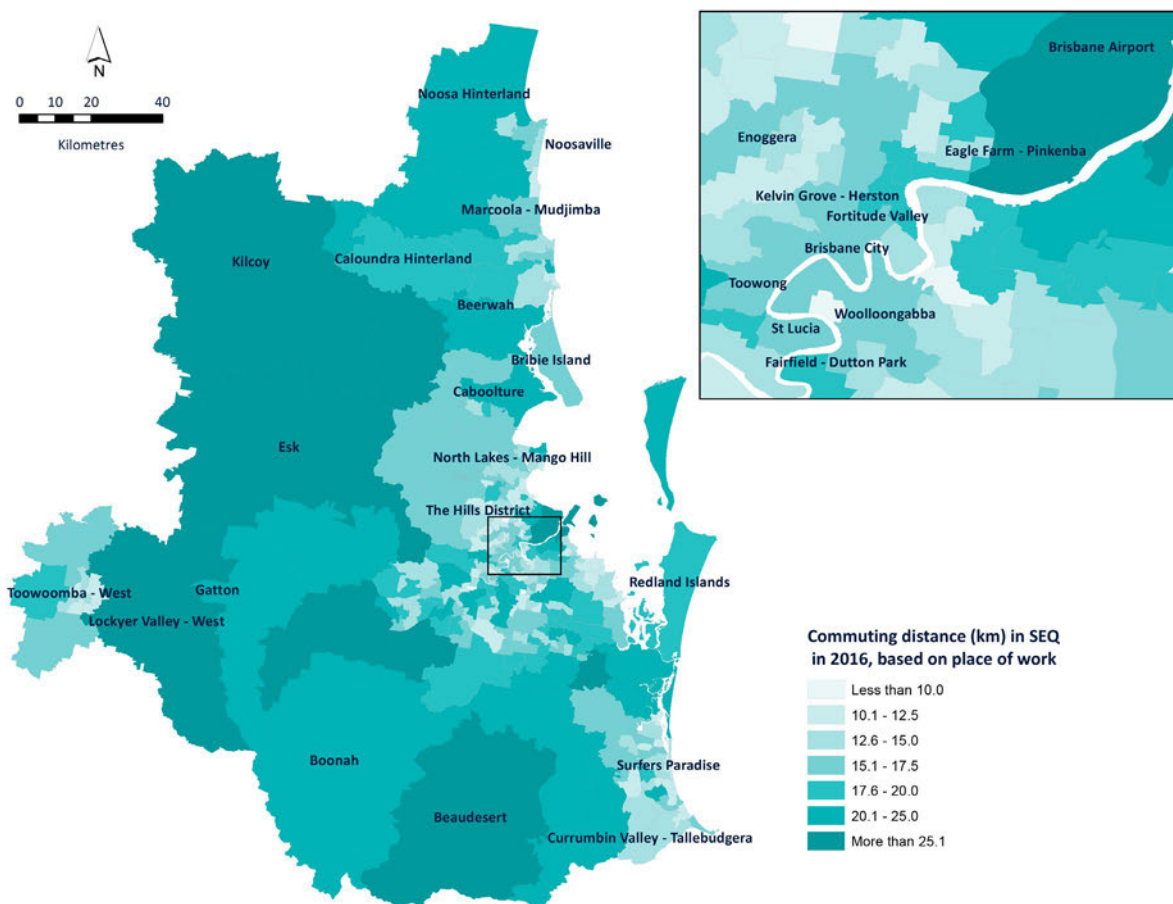 N
0 10 20 40
Kilometres
Noosa Hinterland
Noosaville
Marcoola - Mudjimba
Kilcoy
Caloundra Hinterland
Beerwah
Bribie Island
Caboolture
Esk
North Lakes - Mango Hill
The Hills District
Redland Islands
Toowoomba - West
Gatton
Lockyer Valley - West
Boonah
Surfers Paradise
Beaudesert
Currumbin Valley - Tallebudgera
Brisbane Airport
Enoggera
Eagle Farm - Pinkenba
Kelvin Grove - Herston
Fortitude Valley
Brisbane City
Toowong
Woolloongabba
St Lucia
Fairfield - Dutton Park
Commuting distance (km) in SEQ
in 2016, based on place of work
Less than 10.0
10.1 - 12.5
12.6 - 15.0
15.1 - 17.5
17.6 - 20.0
20.1 - 25.0
More than 25.1